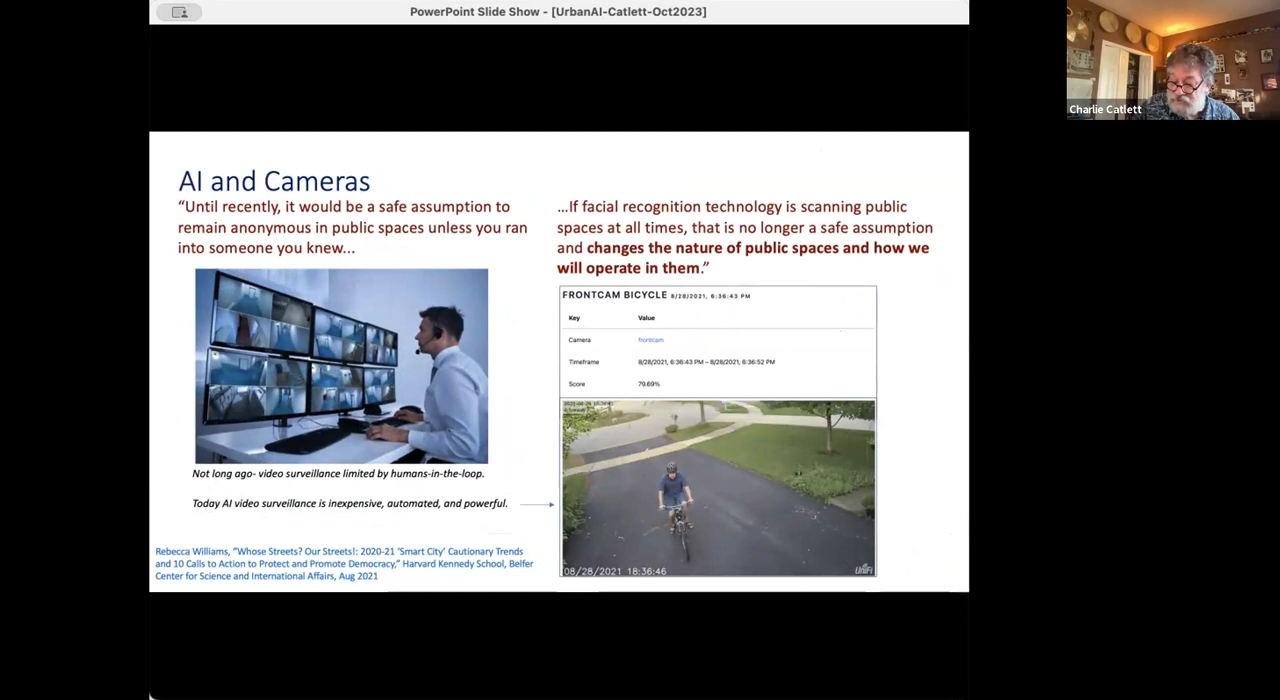 PowerPoint Slide Show - [UrbanAI-Catlett-Oct2023]
Charlie Catlett
AI and Cameras
“Until recently, it would be a safe assumption to
remain anonymous in public spaces unless you ran
into someone you knew...
...If facial recognition technology is scanning public
spaces at all times, that is no longer a safe assumption
and changes the nature of public spaces and how we
will operate in them.”
FRONTCAM BICYCLE 8/28/2021, 6:36:43 PM
Key Value
Camera frontcam
Timeframe 8/28/2021, 6:36:43 PM – 8/28/2021, 6:36:52 PM
Score 79.69%
08/28/2021 18:36:46
UniFi
Not long ago- video surveillance limited by humans-in-the-loop.
Today AI video surveillance is inexpensive, automated, and powerful.
Rebecca Williams, “Whose Streets? Our Streets!: 2020-21 ‘Smart City’ Cautionary Trends
and 10 Calls to Action to Protect and Promote Democracy,” Harvard Kennedy School, Belfer
Center for Science and International Affairs, Aug 2021